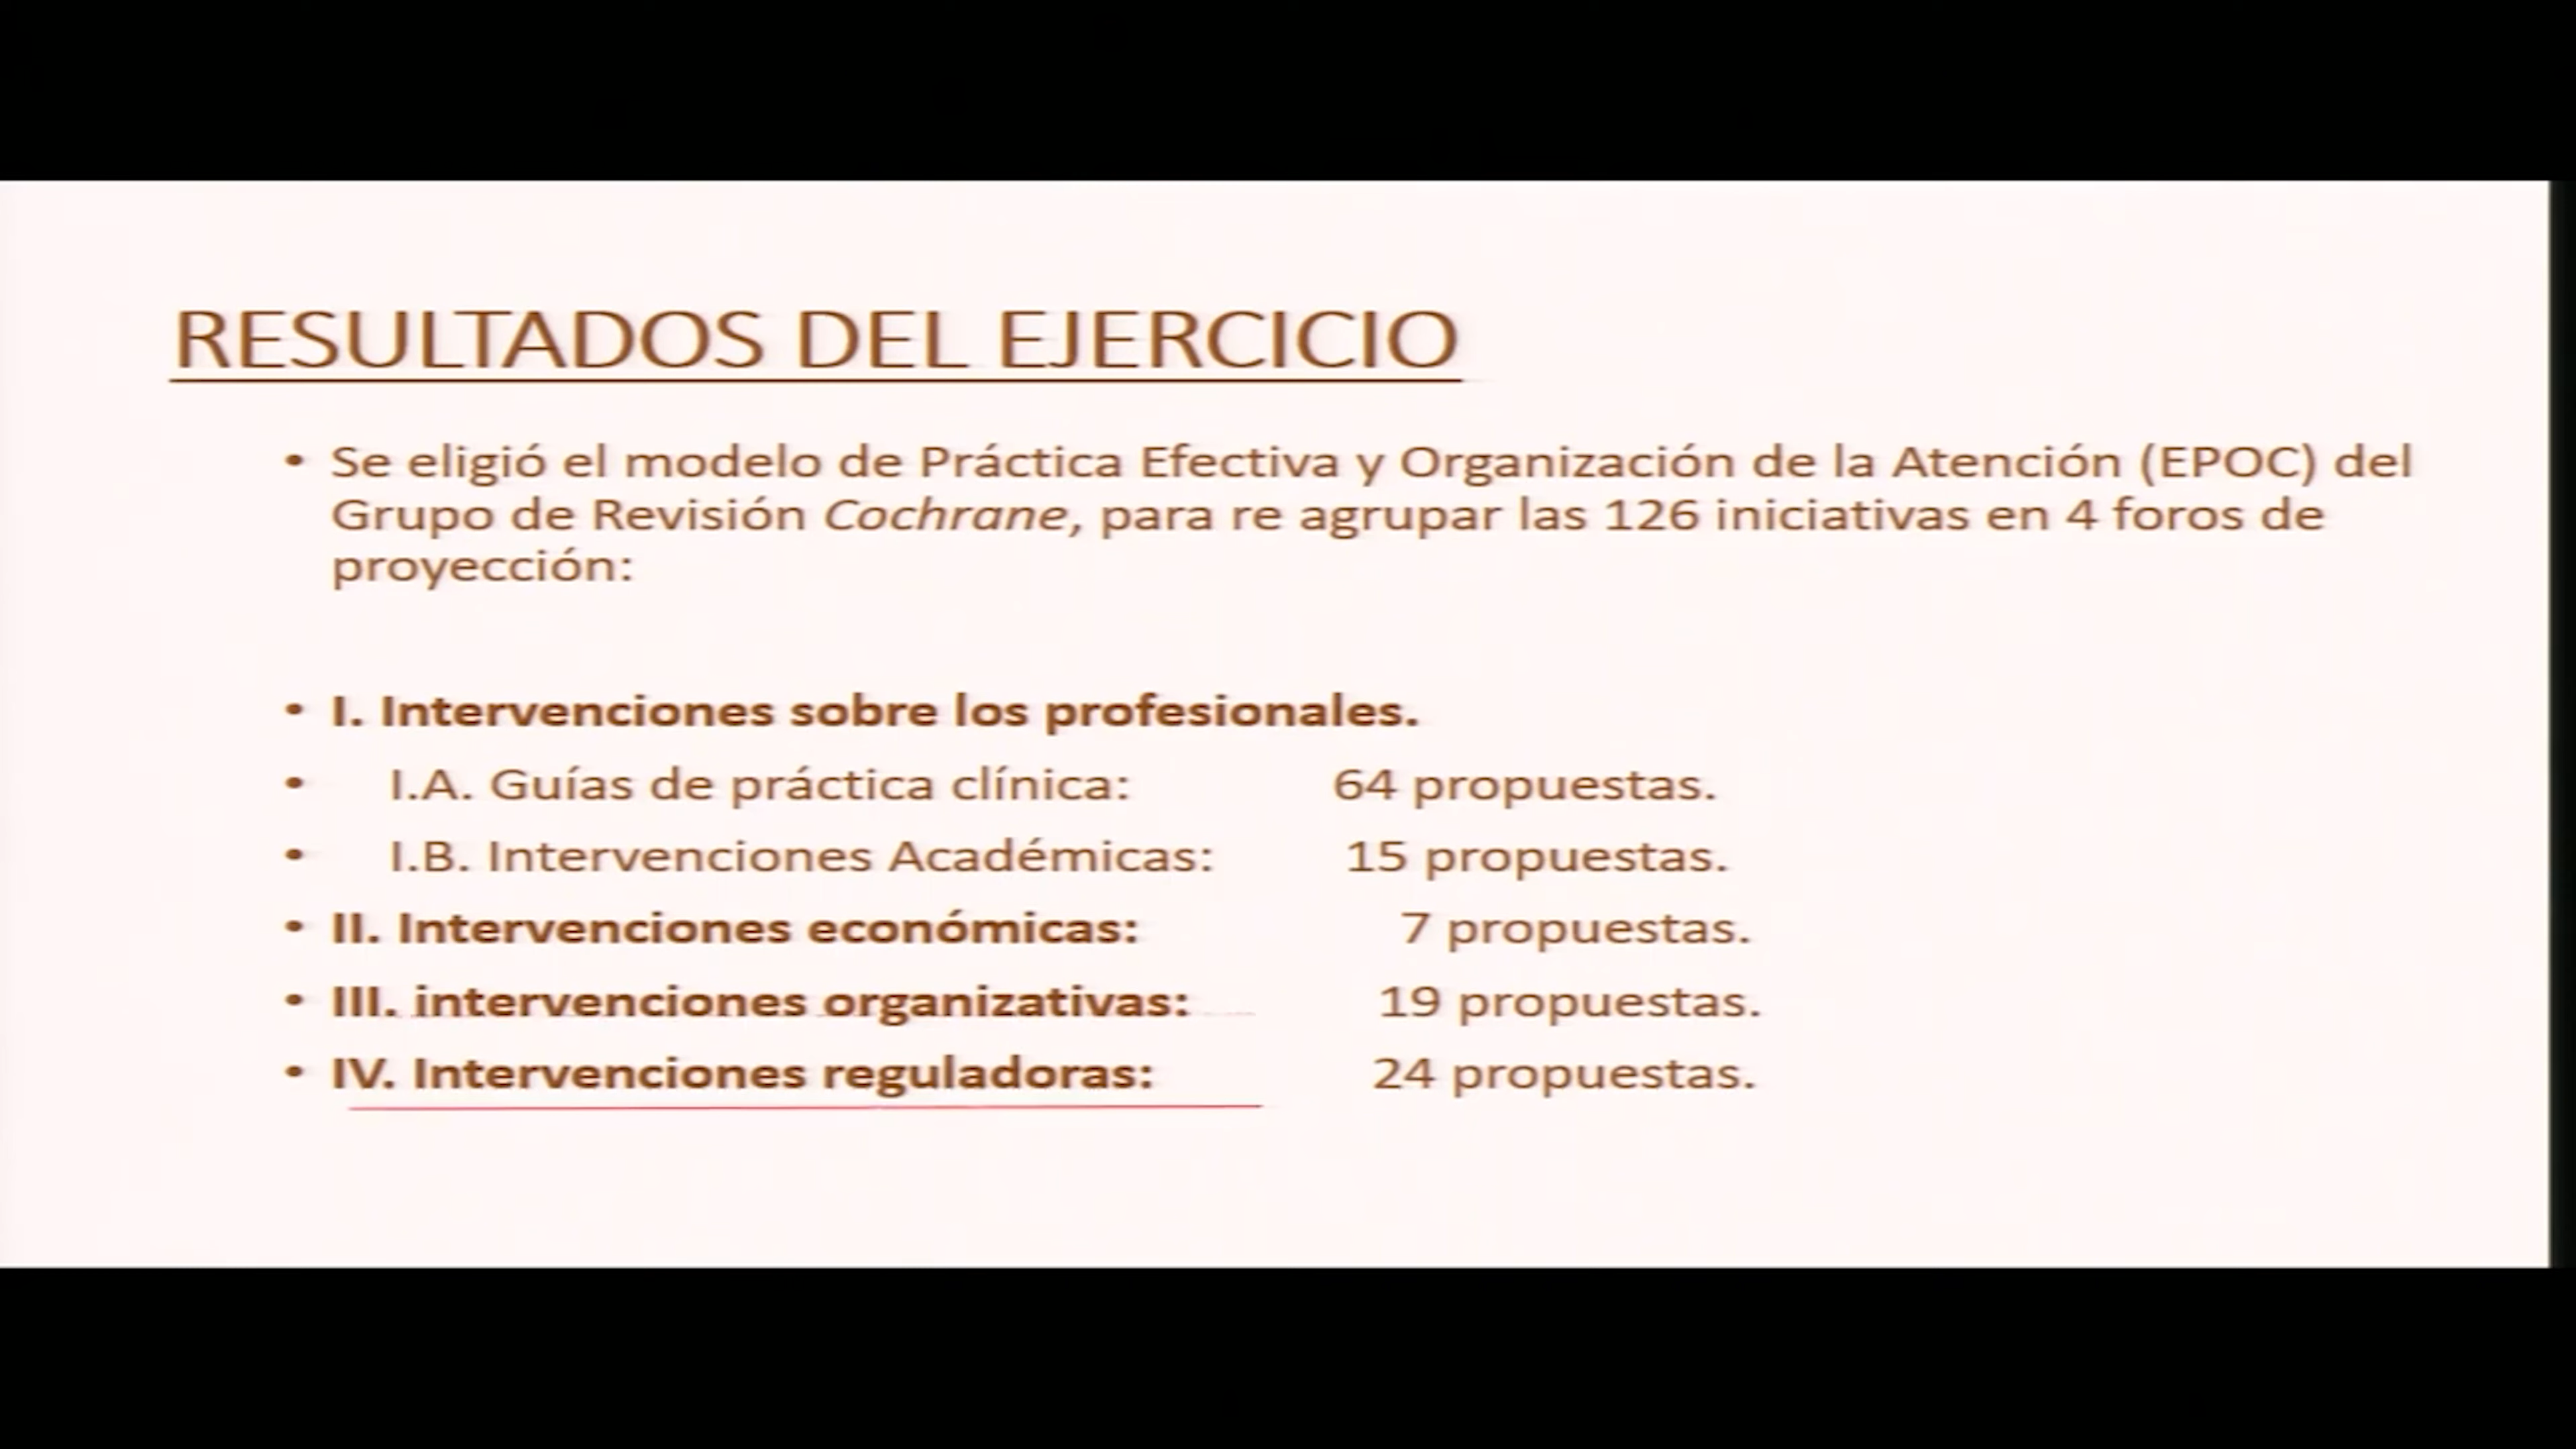 RESULTADOS DEL EJERCICIO
• Se eligió el modelo de Práctica Efectiva y Organización de la Atención (EPOC) del
Grupo de Revisión Cochrane, para re agrupar las 126 iniciativas en 4 foros de
proyección:
• I. Intervenciones sobre los profesionales.
• I.A. Guías de práctica clínica: 64 propuestas.
• I.B. Intervenciones Académicas: 15 propuestas.
• II. Intervenciones económicas: 7 propuestas.
• III. intervenciones organizativas: 19 propuestas.
• IV. Intervenciones reguladoras: 24 propuestas.